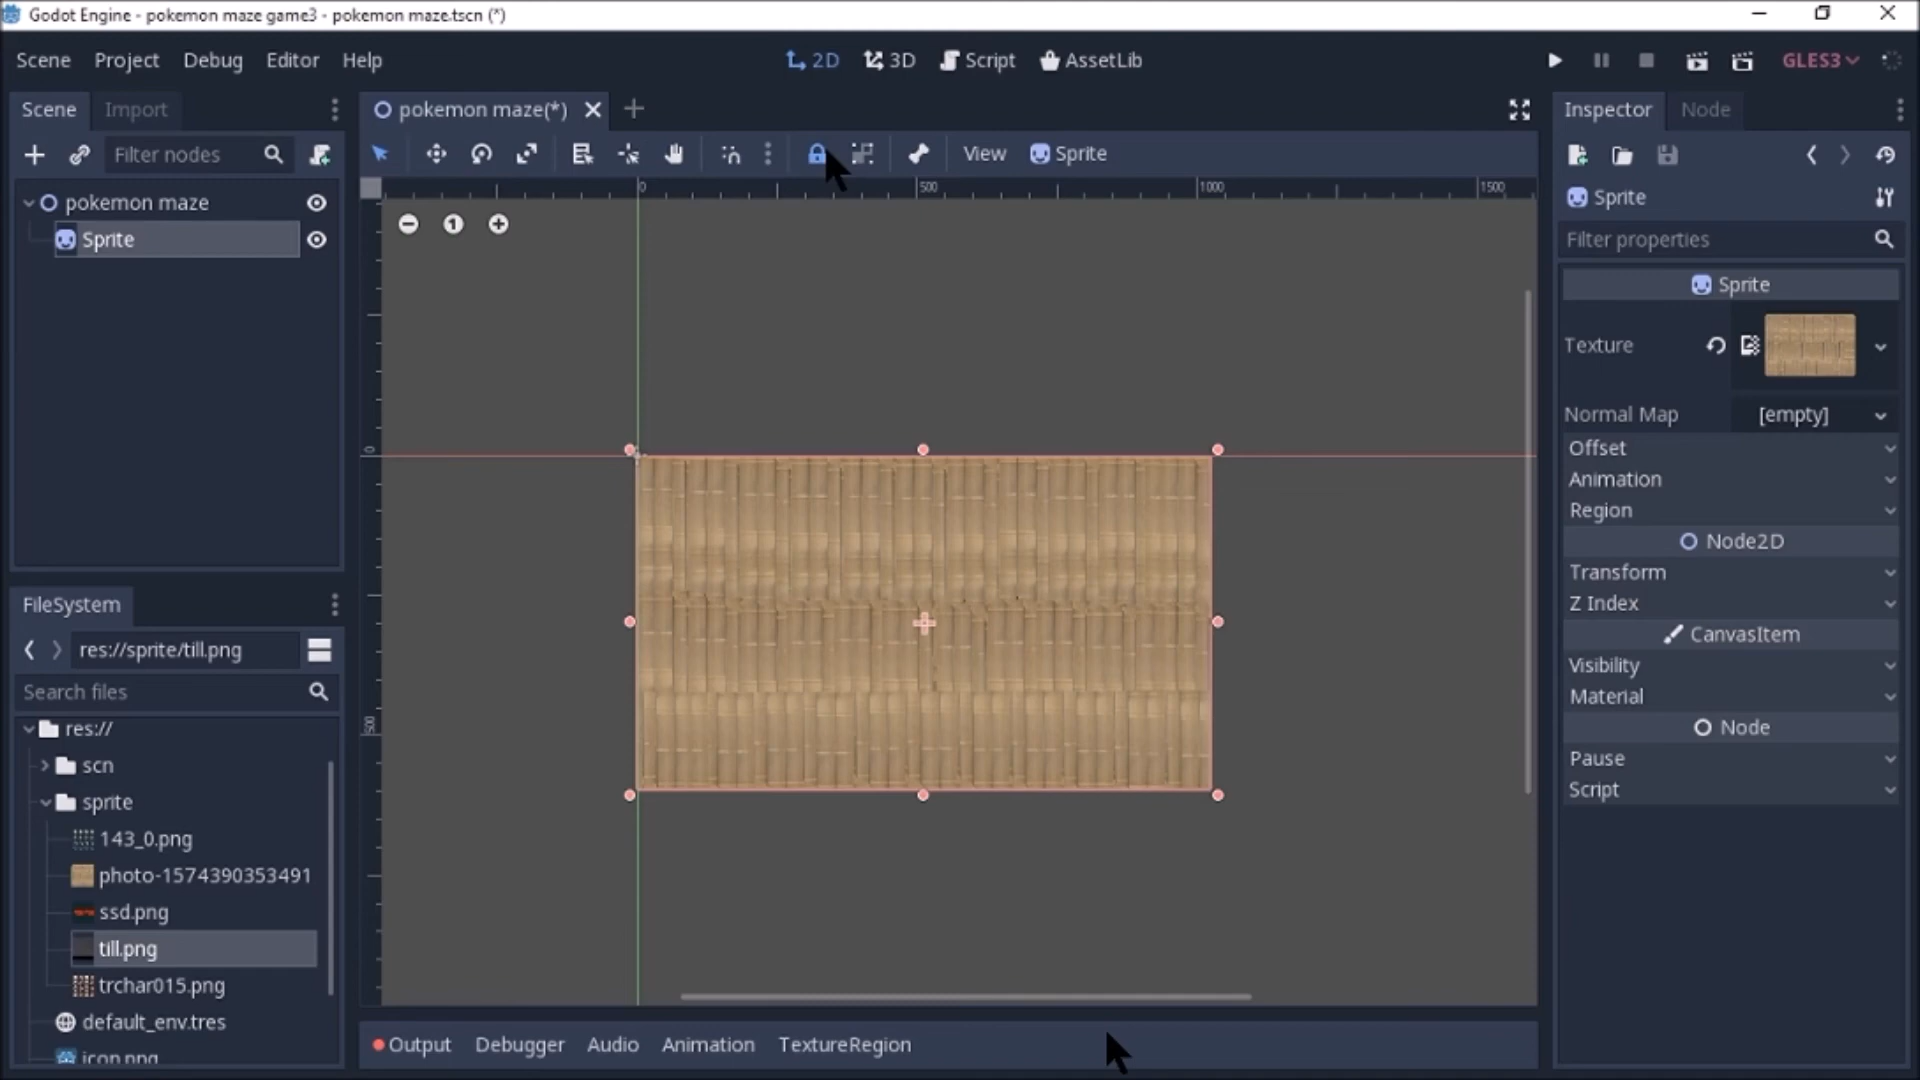 Godot Engine - pokemon maze game3 - pokemon maze.tscn (*)
Scene Project Debug Editor Help
2D 3D Script AssetLib
GLES3
Scene Import
Filter nodes
pokemon maze
Sprite
FileSystem
res://sprite/till.png
Search files
res://
scn
sprite
143_0.png
photo-1574390353491
ssd.png
till.png
trchar015.png
default_env.tres
icon.png
pokemon maze(*)
View Sprite
0 500 1000 1500
1
0
500
Output Debugger Audio Animation TextureRegion
Inspector Node
Sprite
Filter properties
Sprite
Texture
Normal Map [empty]
Offset
Animation
Region
Node2D
Transform
Z Index
CanvasItem
Visibility
Material
Node
Pause
Script